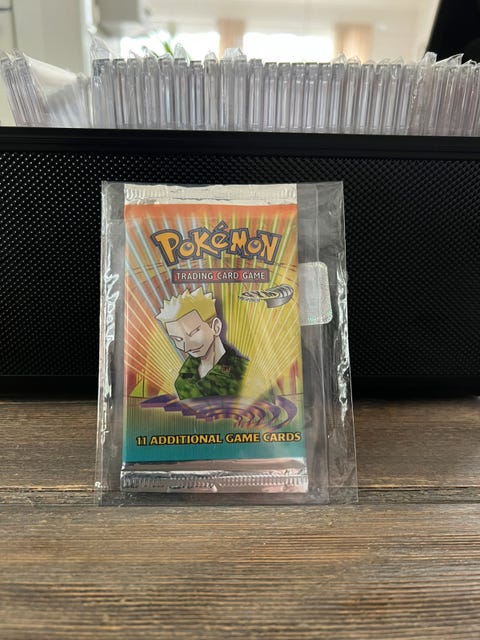 POKéMON
TRADING CARD GAME
11 ADDITIONAL GAME CARDS